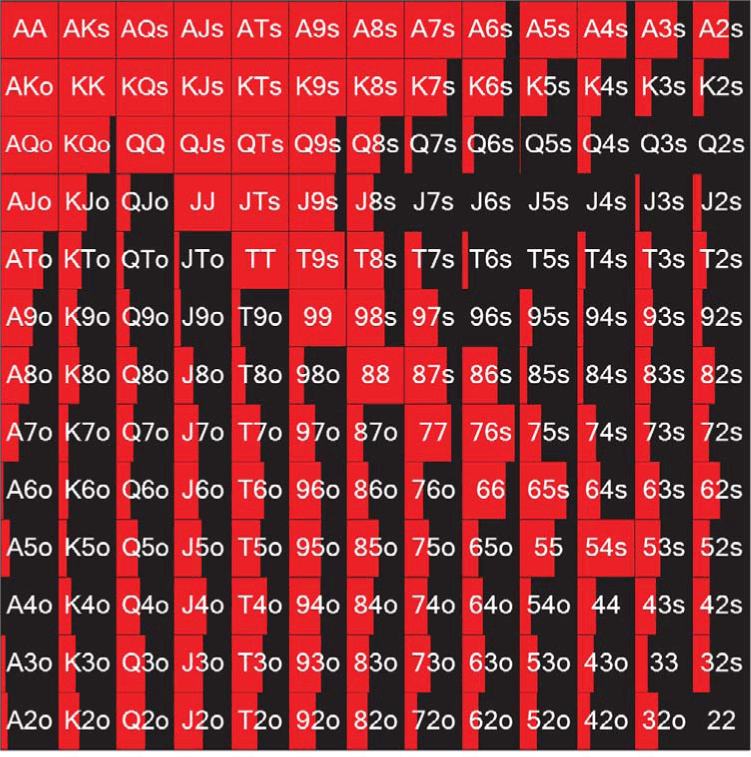 AA AKs AQs AJs ATs A9s A8s A7s A6s A5s A4s A3s A2s
AKo KK KQs KJs KTs K9s K8s K7s K6s K5s K4s K3s K2s
AQo KQo QQ QJs QTs Q9s Q8s Q7s Q6s Q5s Q4s Q3s Q2s
AJo KJo QJo JJ JTs J9s J8s J7s J6s J5s J4s J3s J2s
ATo KTo QTo JTo TT T9s T8s T7s T6s T5s T4s T3s T2s
A9o K9o Q9o J9o T9o 99 98s 97s 96s 95s 94s 93s 92s
A8o K8o Q8o J8o T8o 98o 88 87s 86s 85s 84s 83s 82s
A7o K7o Q7o J7o T7o 97o 87o 77 76s 75s 74s 73s 72s
A6o K6o Q6o J6o T6o 96o 86o 76o 66 65s 64s 63s 62s
A5o K5o Q5o J5o T5o 95o 85o 75o 65o 55 54s 53s 52s
A4o K4o Q4o J4o T4o 94o 84o 74o 64o 54o 44 43s 42s
A3o K3o Q3o J3o T3o 93o 83o 73o 63o 53o 43o 33 32s
A2o K2o Q2o J2o T2o 92o 82o 72o 62o 52o 42o 32o 22